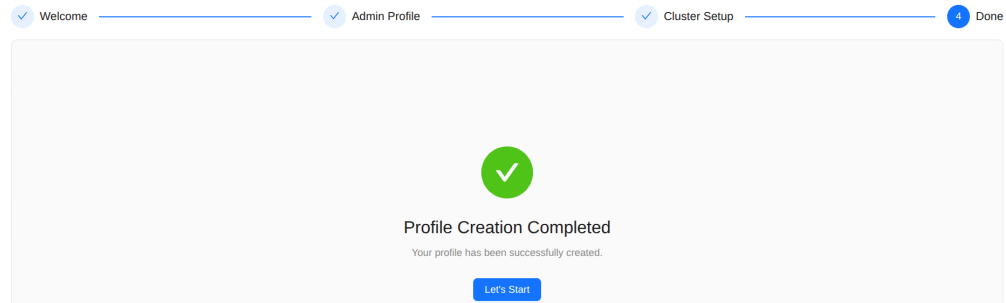 Welcome
Admin Profile
Cluster Setup
4 Done
Profile Creation Completed
Your profile has been successfully created.
Let's Start